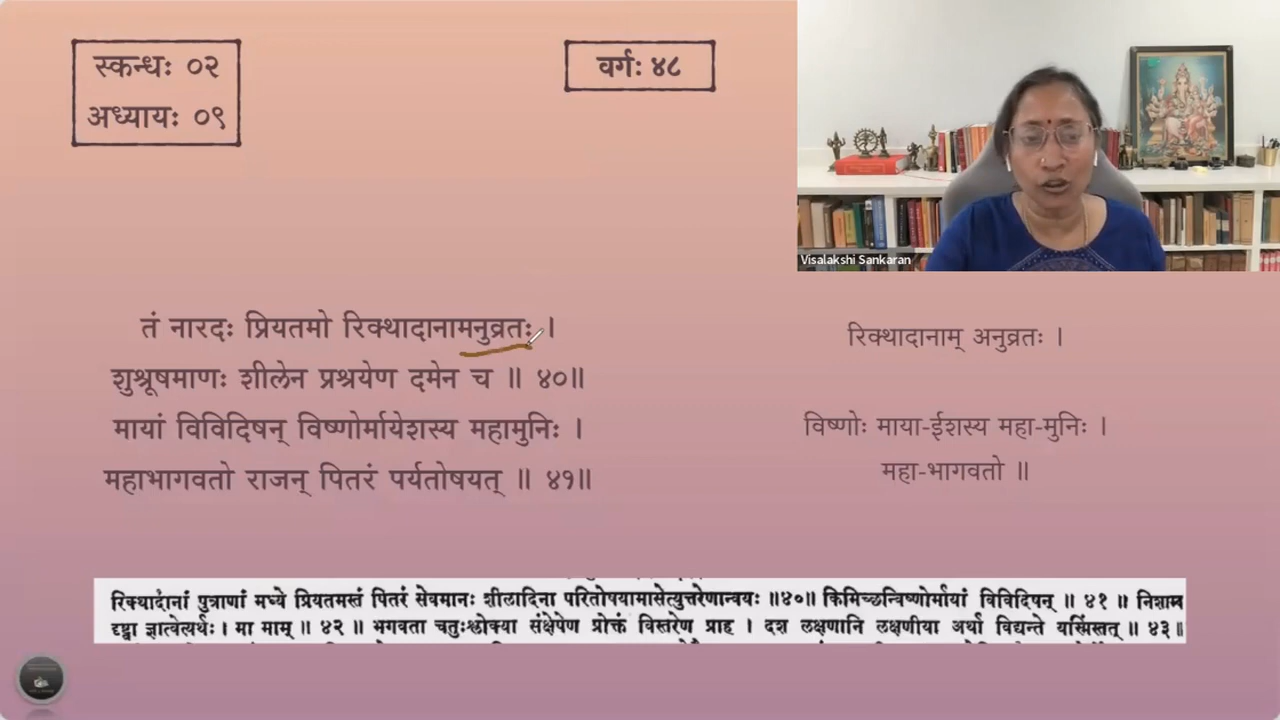 स्कन्धः ०२
अध्यायः ०९
वर्गः ४८
Visalakshi Sankaran
तं नारदः प्रियतमो रिक्थादानामनुव्रतः ।
शुश्रूषमाणः शीलेन प्रश्रयेण दमेन च ॥ ४०॥
मायां विविदिषन् विष्णोर्मायेशस्य महामुनिः ।
महाभागवतो राजन् पितरं पर्यतोषयत् ॥ ४१॥
रिक्थादानाम् अनुव्रतः ।
विष्णोः माया-ईशस्य महा-मुनिः ।
महा-भागवतो ॥
रिक्थादानां पुत्राणां मध्ये प्रियतमस्तं पितरं सेवमानः शीलादिना परितोषयामासेत्युत्तरेणान्वयः ॥४०॥ किमिच्छन्विष्णोर्मायां विविदिषन् ॥ ४१ ॥ निशाम्य
दृष्ट्वा ज्ञात्वेत्यर्थः । मा माम् ॥ ४२ ॥ भगवता चतुःश्लोक्या संक्षेपेण प्रोक्तं विस्तरेण प्राह । दश लक्षणानि लक्षणीया अर्था विद्यन्ते यस्मिंस्तत् ॥ ४३॥